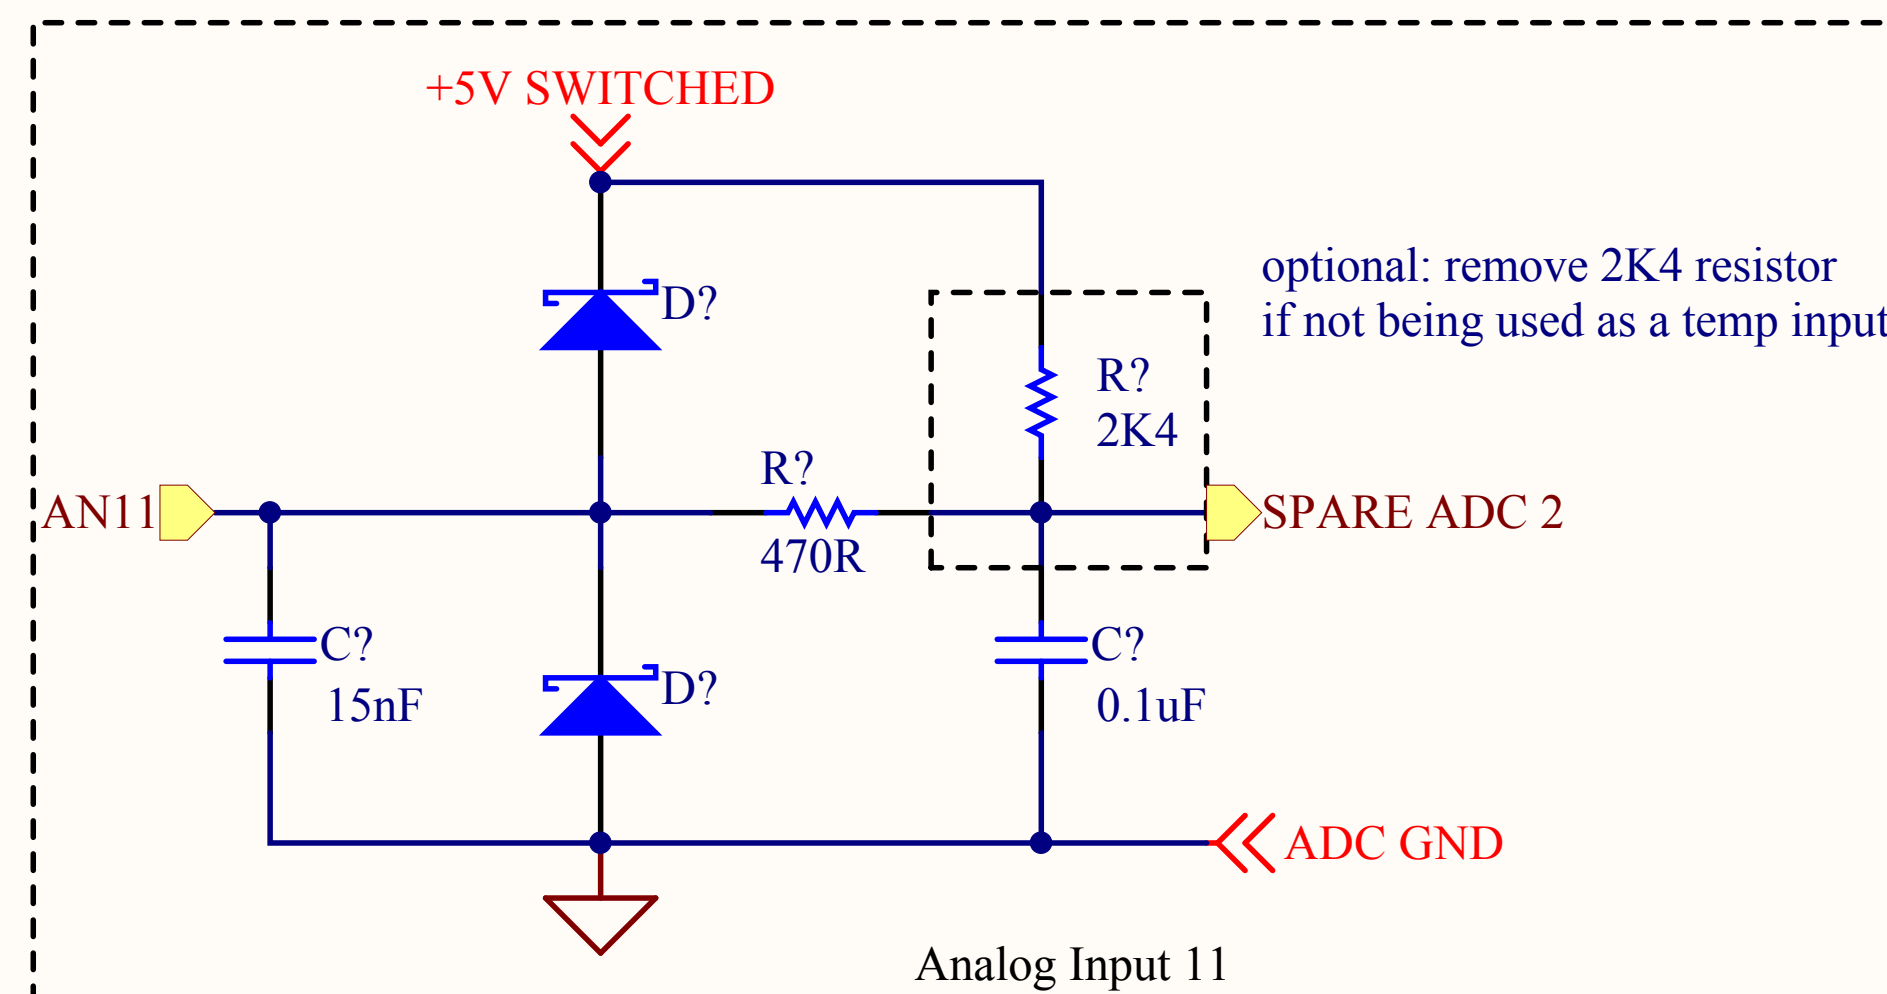 +5V SWITCHED
D?
optional: remove 2K4 resistor
if not being used as a temp input
R?
2K4
R?
470R
AN11
SPARE ADC 2
C?
15nF
D?
C?
0.1uF
ADC GND
Analog Input 11